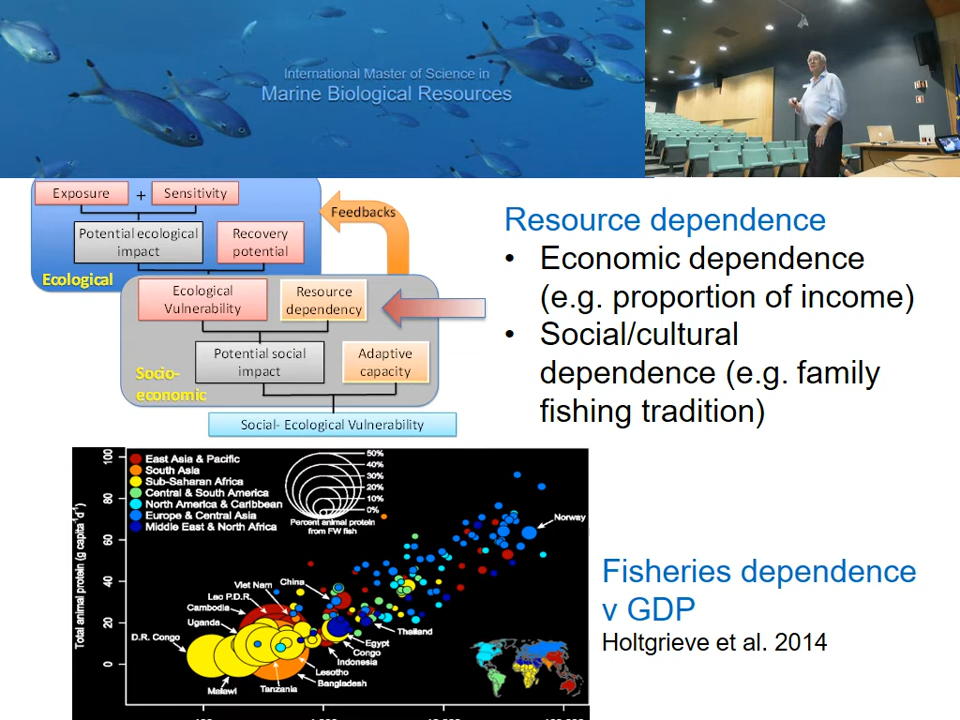 International Master of Science in
Marine Biological Resources
Exposure
+
Sensitivity
Potential ecological
impact
Recovery
potential
Ecological
Feedbacks
Ecological
Vulnerability
Resource
dependency
Potential social
impact
Adaptive
capacity
Socio-
economic
Social- Ecological Vulnerability
Resource dependence
• Economic dependence
(e.g. proportion of income)
• Social/cultural
dependence (e.g. family
fishing tradition)
Total animal protein (g capita⁻¹d⁻¹)
100
80
60
40
20
0
East Asia & Pacific
South Asia
Sub-Saharan Africa
Central & South America
North America & Caribbean
Europe & Central Asia
Middle East & North Africa
50%
40%
30%
20%
10%
0%
Percent animal protein
from FW fish
Norway
China
Viet Nam
Lao P.D.R
Cambodia
Uganda
D.R. Congo
Thailand
Egypt
Congo
Indonesia
Lesotho
Bangladesh
Tanzania
Malawi
Fisheries dependence
v GDP
Holtgrieve et al. 2014